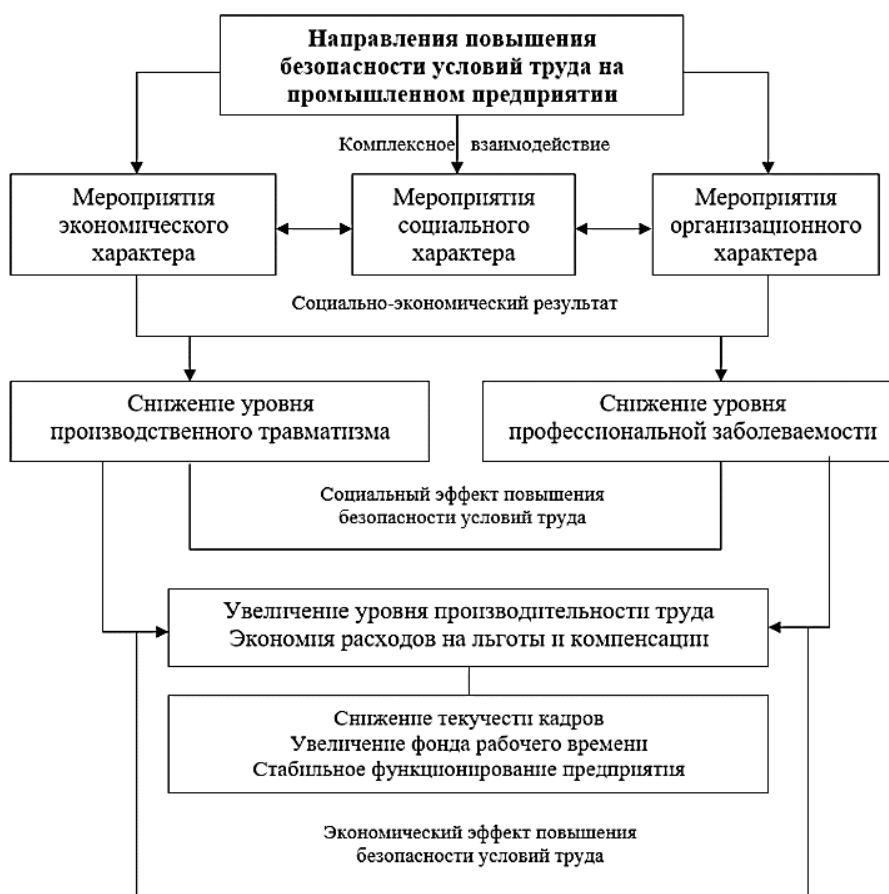 Направления повышения
безопасности условий труда на
промышленном предприятии
Комплексное взаимодействие
Мероприятия
экономического
характера
Мероприятия
социального
характера
Мероприятия
организационного
характера
Социально-экономический результат
Снижение уровня
производственного травматизма
Снижение уровня
профессиональной заболеваемости
Социальный эффект повышения
безопасности условий труда
Увеличение уровня производительности труда
Экономия расходов на льготы и компенсации
Снижение текучести кадров
Увеличение фонда рабочего времени
Стабильное функционирование предприятия
Экономический эффект повышения
безопасности условий труда